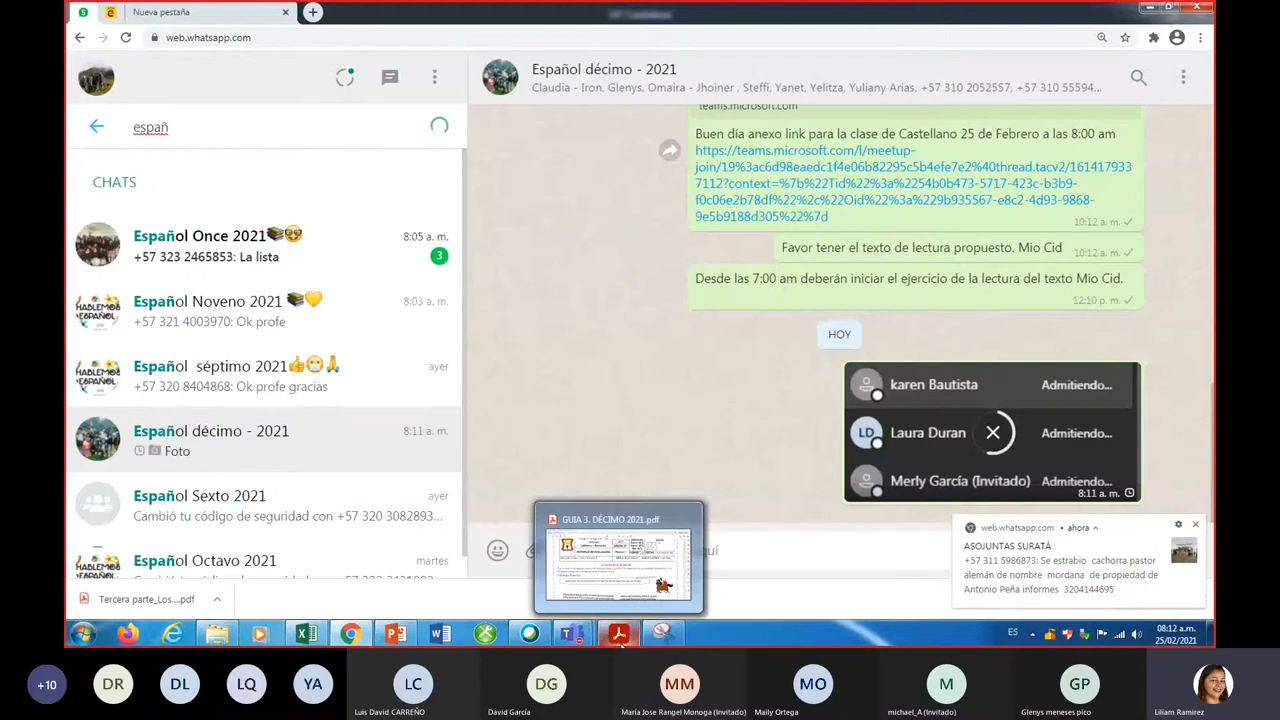 Nueva pestaña
web.whatsapp.com
españ
CHATS
Español Once 2021📚🤓
8:05 a. m.
+57 323 2465853: La lista
3
Español Noveno 2021 📚💛
8:03 a. m.
+57 321 4003970: Ok profe
Español séptimo 2021👍😷🙏
ayer
+57 320 8404868: Ok profe gracias
Español décimo - 2021
8:11 a. m.
Foto
Español Sexto 2021
ayer
Cambió tu código de seguridad con +57 320 3082893...
Español Octavo 2021
martes
Español décimo - 2021
Claudia - Iron, Glenys, Omaira - Jhoiner , Steffi, Yanet, Yelitza, Yuliany Arias, +57 310 2052557, +57 310 55594...
teams.microsoft.com
Buen día anexo link para la clase de Castellano 25 de Febrero a las 8:00 am
https://teams.microsoft.com/l/meetup-
join/19%3ac6d98eaedc1f4e06b82295c5b4efe7e2%40thread.tacv2/161417933
7112?context=%7b%22Tid%22%3a%2254b0b473-5717-423c-b3b9-
f0c06e2b78df%22%2c%22Oid%22%3a%229b935567-e8c2-4d93-9868-
9e5b9188d305%22%7d
10:12 a. m.
Favor tener el texto de lectura propuesto. Mio Cid
10:12 a. m.
Desde las 7:00 am deberán iniciar el ejercicio de la lectura del texto Mio Cid.
12:10 p. m.
HOY
karen Bautista Admitiendo...
LD Laura Duran Admitiendo...
Merly García (Invitado) Admitiendo...
8:11 a. m.
GUIA 3. DÉCIMO 2021.pdf
quí
web.whatsapp.com • ahora
ASOJUNTAS SURATÁ
+57 311 5986873: Se extravio cachorra pastor
alemán de nombre mordana de propiedad de
Antonio Peña informes 3204144695
Tercera parte_Los....pdf
ES
08:12 a.m.
25/02/2021
+10
DR
DL
LQ
YA
LC
DG
MM
MO
M
GP
Luis David CARREÑO
David García
María Jose Rangel Monoga (Invitado)
Maily Ortega
michael_A (Invitado)
Glenys meneses pico
Liliam Ramirez